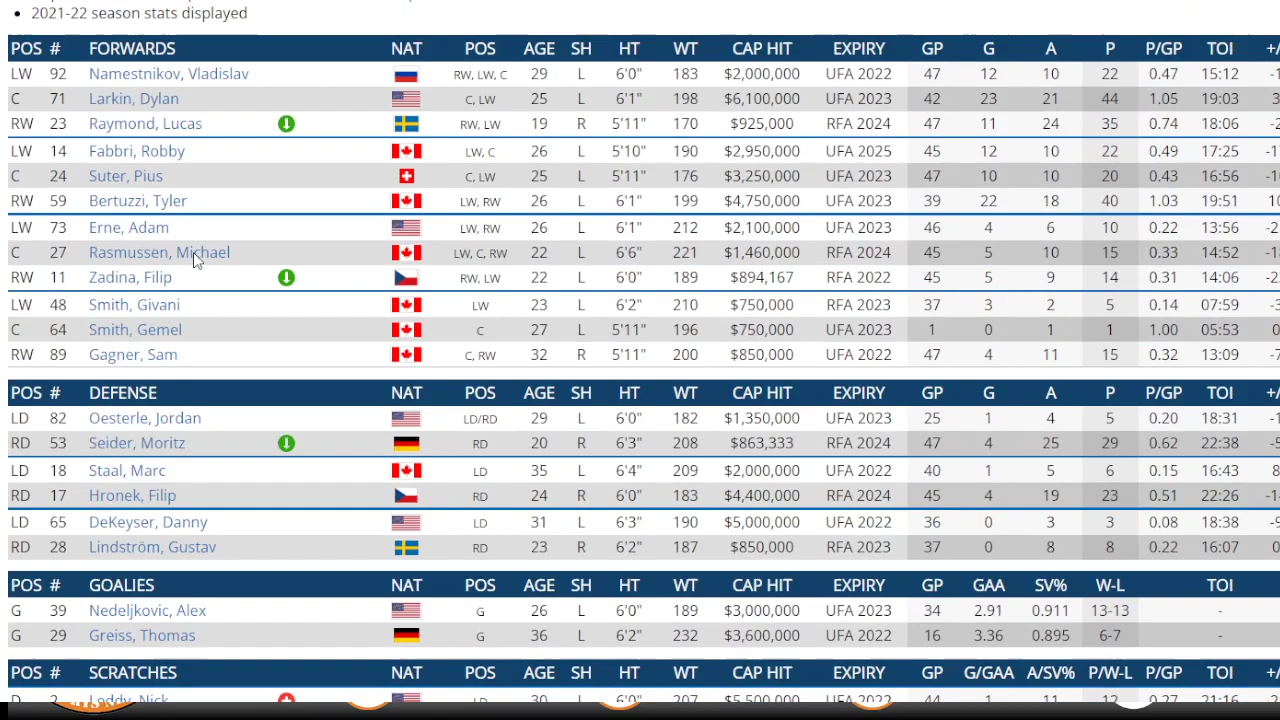 2021-22 season stats displayed
POS # FORWARDS NAT POS AGE SH HT WT CAP HIT EXPIRY GP G A P P/GP TOI
LW 92 Namestnikov, Vladislav RW, LW, C 29 L 6'0" 183 $2,000,000 UFA 2022 47 12 10 22 0.47 15:12
C 71 Larkin, Dylan C, LW 25 L 6'1" 198 $6,100,000 UFA 2023 42 23 21 44 1.05 19:03
RW 23 Raymond, Lucas RW, LW 19 R 5'11" 170 $925,000 RFA 2024 47 11 24 35 0.74 18:06
LW 14 Fabbri, Robby LW, C 26 L 5'10" 190 $2,950,000 UFA 2025 45 12 10 22 0.49 17:25
C 24 Suter, Pius C, LW 25 L 5'11" 176 $3,250,000 UFA 2023 47 10 10 20 0.43 16:56
RW 59 Bertuzzi, Tyler LW, RW 26 L 6'1" 199 $4,750,000 UFA 2023 39 22 18 40 1.03 19:51
LW 73 Erne, Adam LW, RW 26 L 6'1" 212 $2,100,000 UFA 2023 46 4 6 10 0.22 13:56
C 27 Rasmussen, Michael LW, C, RW 22 L 6'6" 221 $1,460,000 RFA 2024 45 5 10 15 0.33 14:52
RW 11 Zadina, Filip RW, LW 22 L 6'0" 189 $894,167 RFA 2022 45 5 9 14 0.31 14:06
LW 48 Smith, Givani LW 23 L 6'2" 210 $750,000 RFA 2023 37 3 2 5 0.14 07:59
C 64 Smith, Gemel C 27 L 5'11" 196 $750,000 UFA 2023 1 0 1 1 1.00 05:53
RW 89 Gagner, Sam C, RW 32 R 5'11" 200 $850,000 UFA 2022 47 4 11 15 0.32 13:09
POS # DEFENSE NAT POS AGE SH HT WT CAP HIT EXPIRY GP G A P P/GP TOI
LD 82 Oesterle, Jordan LD/RD 29 L 6'0" 182 $1,350,000 UFA 2023 25 1 4 5 0.20 18:31
RD 53 Seider, Moritz RD 20 R 6'3" 208 $863,333 RFA 2024 47 4 25 29 0.62 22:38
LD 18 Staal, Marc LD 35 L 6'4" 209 $2,000,000 UFA 2022 40 1 5 6 0.15 16:43
RD 17 Hronek, Filip RD 24 R 6'0" 183 $4,400,000 RFA 2024 45 4 19 23 0.51 22:26
LD 65 DeKeyser, Danny LD 31 L 6'3" 190 $5,000,000 UFA 2022 36 0 3 3 0.08 18:38
RD 28 Lindström, Gustav RD 23 R 6'2" 187 $850,000 RFA 2023 37 0 8 8 0.22 16:07
POS # GOALIES NAT POS AGE SH HT WT CAP HIT EXPIRY GP GAA SV% W-L TOI
G 39 Nedeljkovic, Alex G 26 L 6'0" 189 $3,000,000 UFA 2023 34 2.91 0.911 13-13 -
G 29 Greiss, Thomas G 36 L 6'2" 232 $3,600,000 UFA 2022 16 3.36 0.895 6-7 -
POS # SCRATCHES NAT POS AGE SH HT WT CAP HIT EXPIRY GP G/GAA A/SV% P/W-L P/GP TOI
D 2 Leddy, Nick LD 30 L 6'0" 207 $5,500,000 UFA 2022 44 1 11 12 0.27 21:16